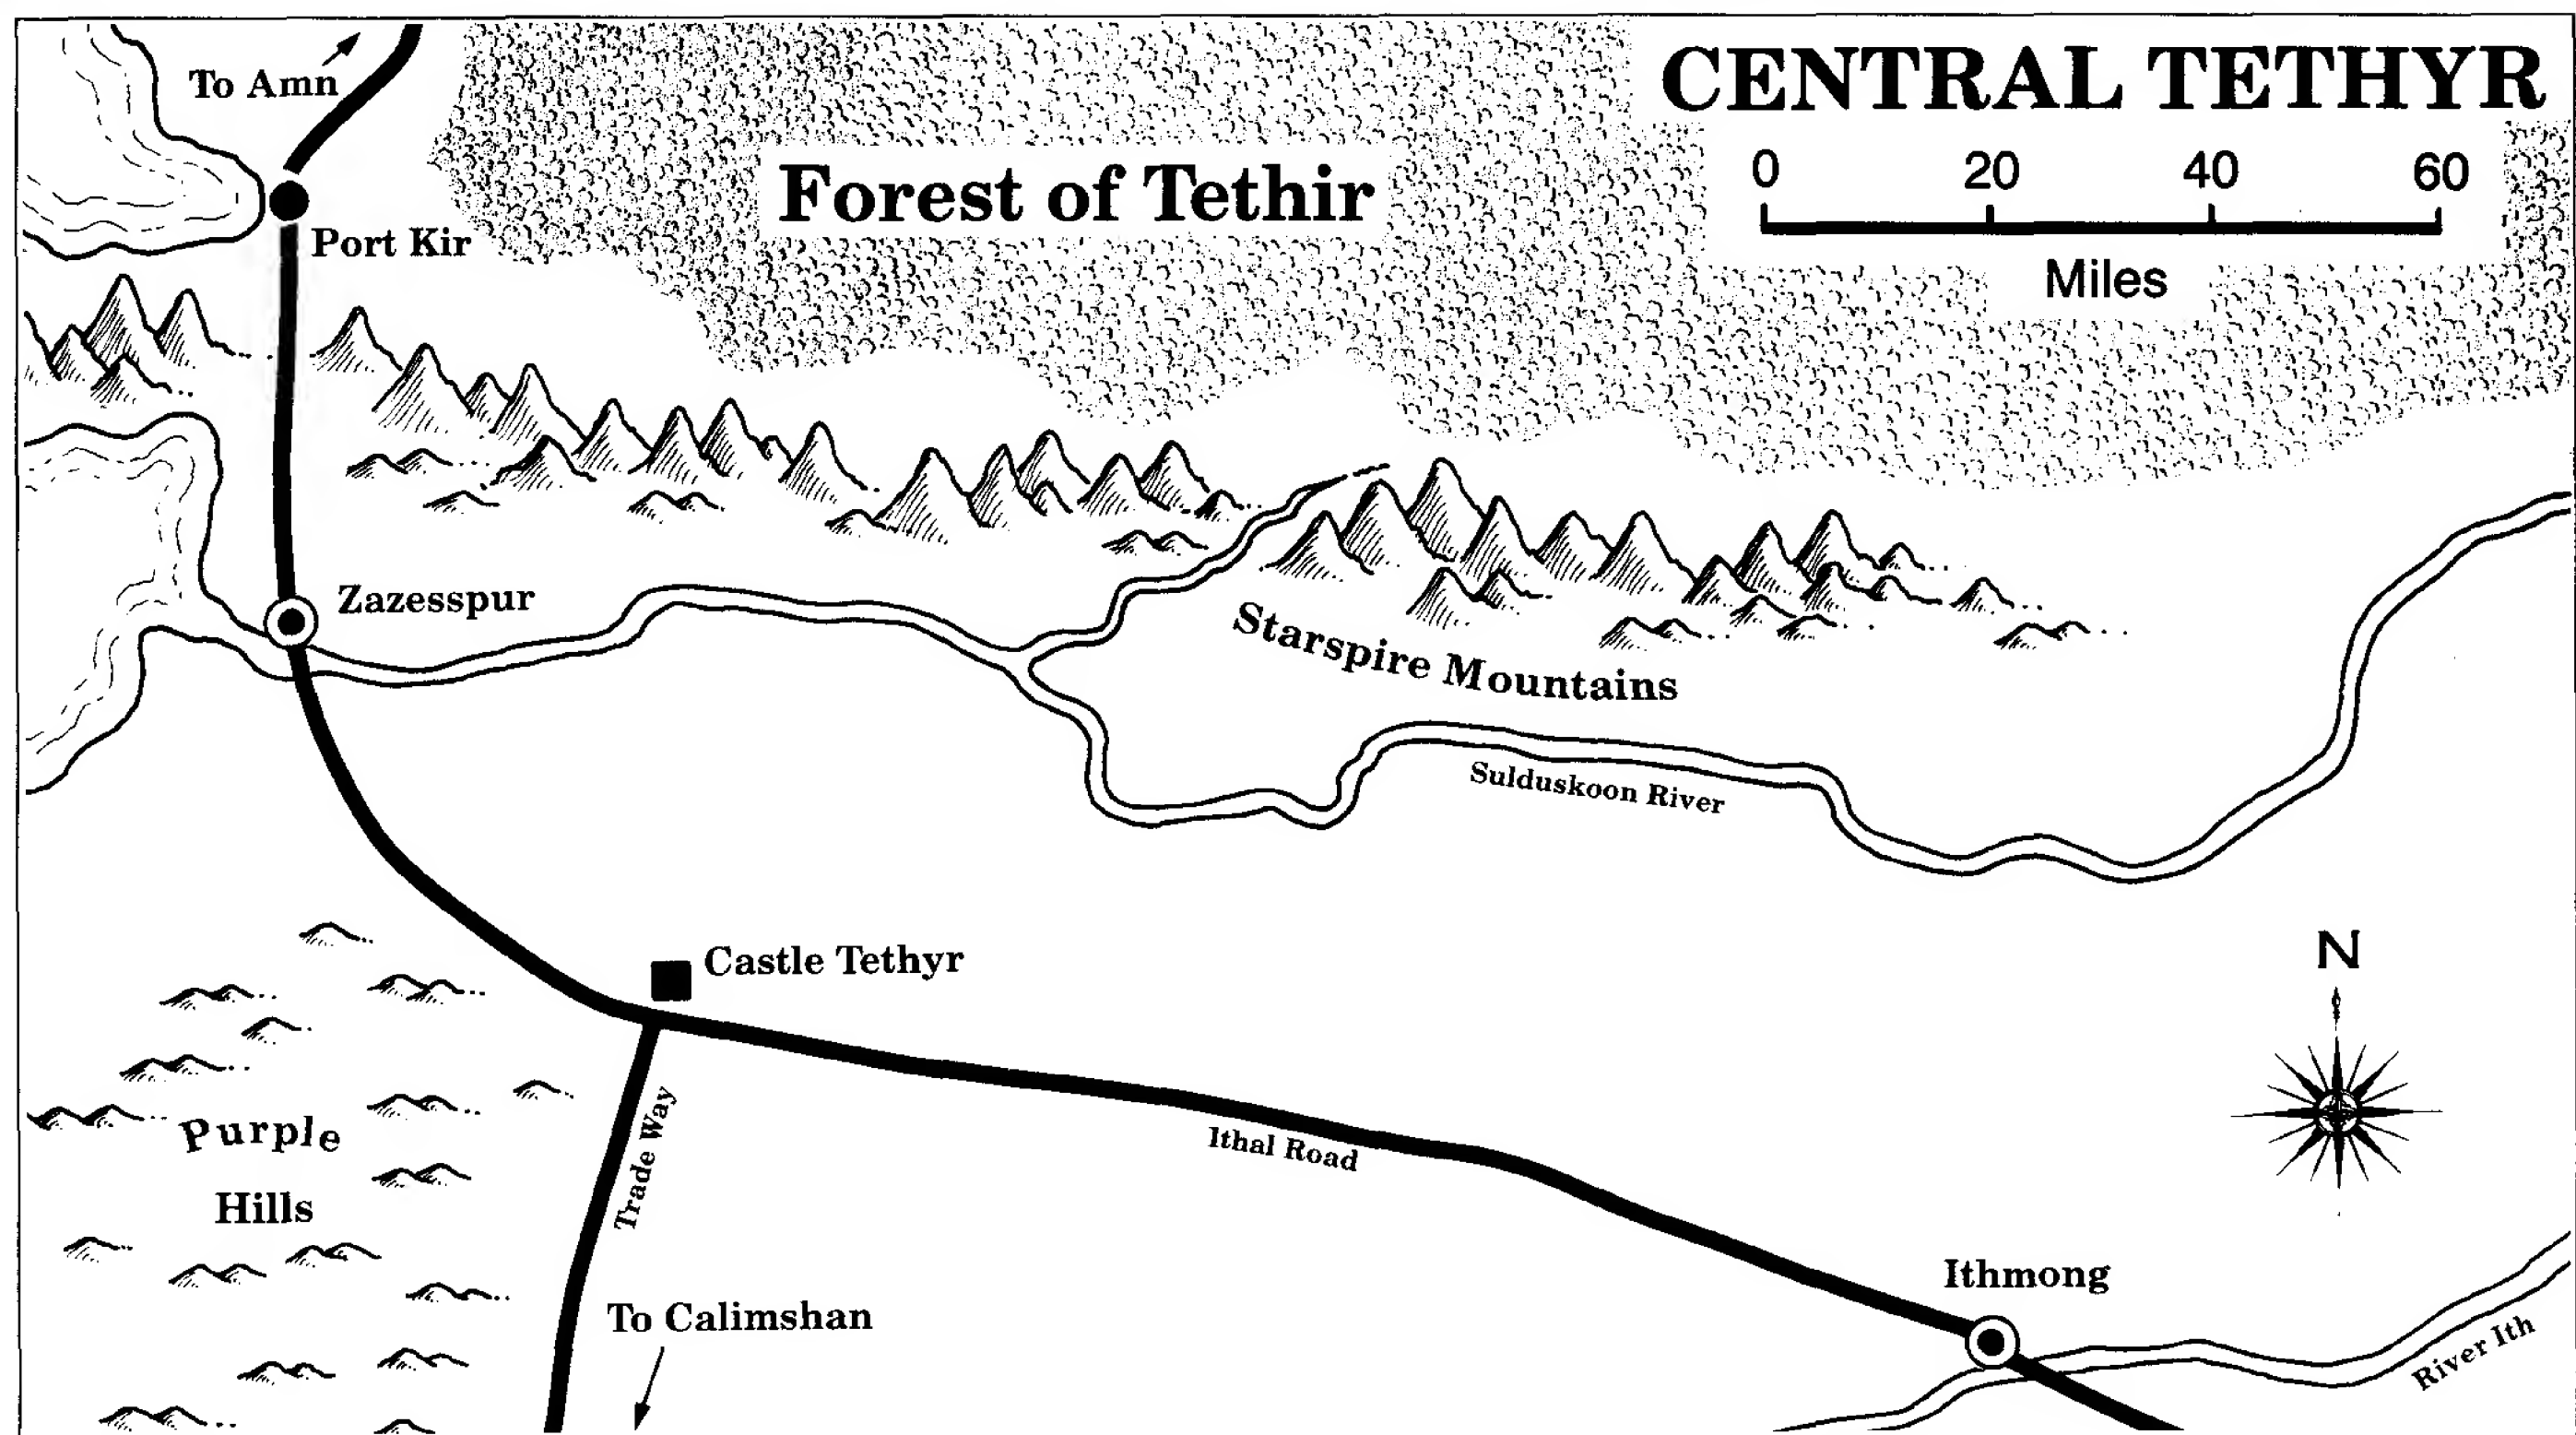 CENTRAL TETHYR
To Amn
0 20 40 60
Miles
Forest of Tethir
Port Kir
Zazesspur
Starspire Mountains
Sulduskoon River
Castle Tethyr
N
Trade Way
Ithal Road
Purple
Hills
Ithmong
To Calimshan
River Ith